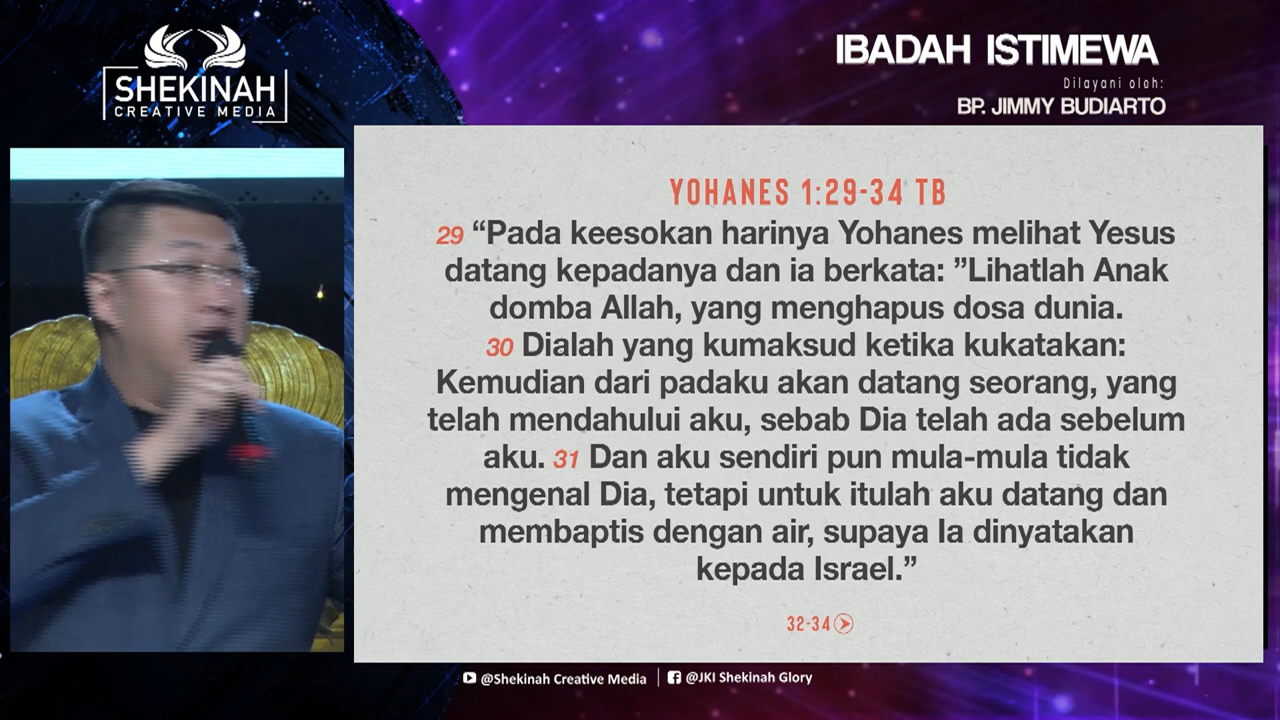 SHEKINAH
CREATIVE MEDIA
IBADAH ISTIMEWA
Dilayani oleh:
BP. JIMMY BUDIARTO
YOHANES 1:29-34 TB
29 “Pada keesokan harinya Yohanes melihat Yesus
datang kepadanya dan ia berkata: ”Lihatlah Anak
domba Allah, yang menghapus dosa dunia.
30 Dialah yang kumaksud ketika kukatakan:
Kemudian dari padaku akan datang seorang, yang
telah mendahului aku, sebab Dia telah ada sebelum
aku. 31 Dan aku sendiri pun mula-mula tidak
mengenal Dia, tetapi untuk itulah aku datang dan
membaptis dengan air, supaya Ia dinyatakan
kepada Israel.”
32-34
@Shekinah Creative Media | @JKI Shekinah Glory